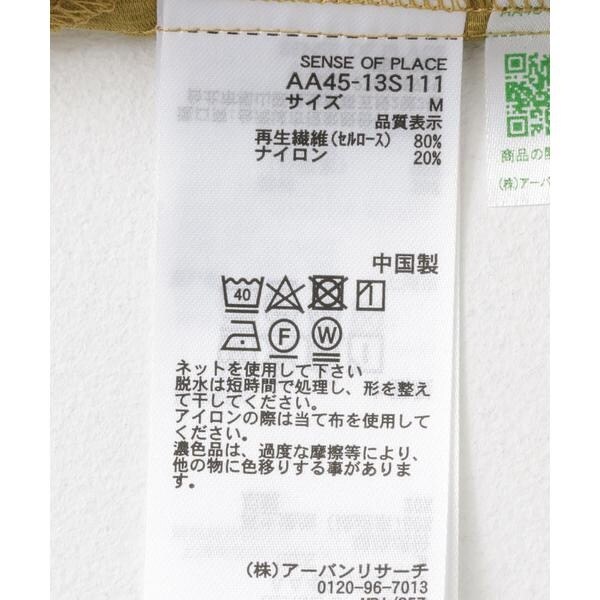 SENSE OF PLACE
AA45-13S111
サイズ M
品質表示
再生繊維(セルロース) 80%
ナイロン 20%
中国製
40
F
W
ネットを使用して下さい
脱水は短時間で処理し、形を整え
て干してください。
アイロンの際は当て布を使用して
ください。
濃色品は、過度な摩擦等により、
他の物に色移りする事がありま
す。
(株)アーバンリサーチ
0120-96-7013
商品の
(株)アー